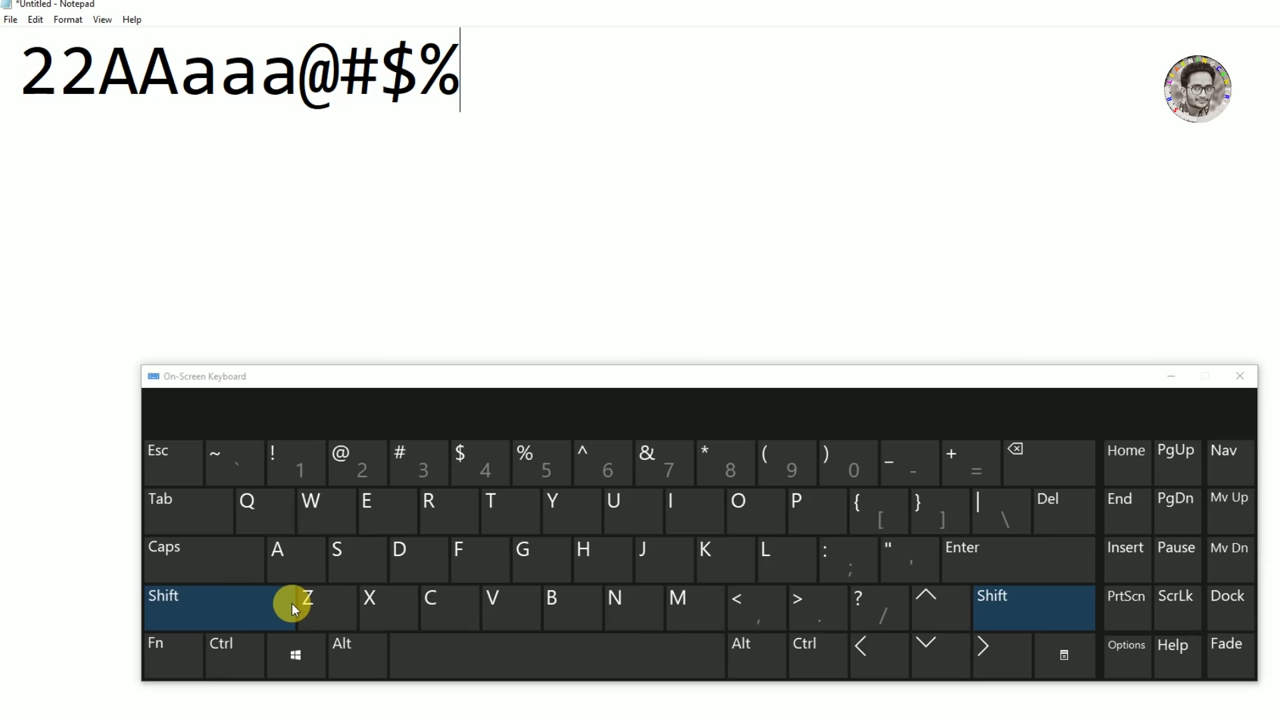 *Untitled - Notepad
File Edit Format View Help
22AAaaa@#$%
On-Screen Keyboard
Esc ~ ` ! 1 @ 2 # 3 $ 4 % 5 ^ 6 & 7 * 8 ( 9 ) 0 _ - + = Home PgUp Nav
Tab Q W E R T Y U I O P { [ } ] | \ Del End PgDn Mv Up
Caps A S D F G H J K L : ; " ' Enter Insert Pause Mv Dn
Shift Z X C V B N M < , > . ? / Shift PrtScn ScrLk Dock
Fn Ctrl Alt Alt Ctrl Options Help Fade